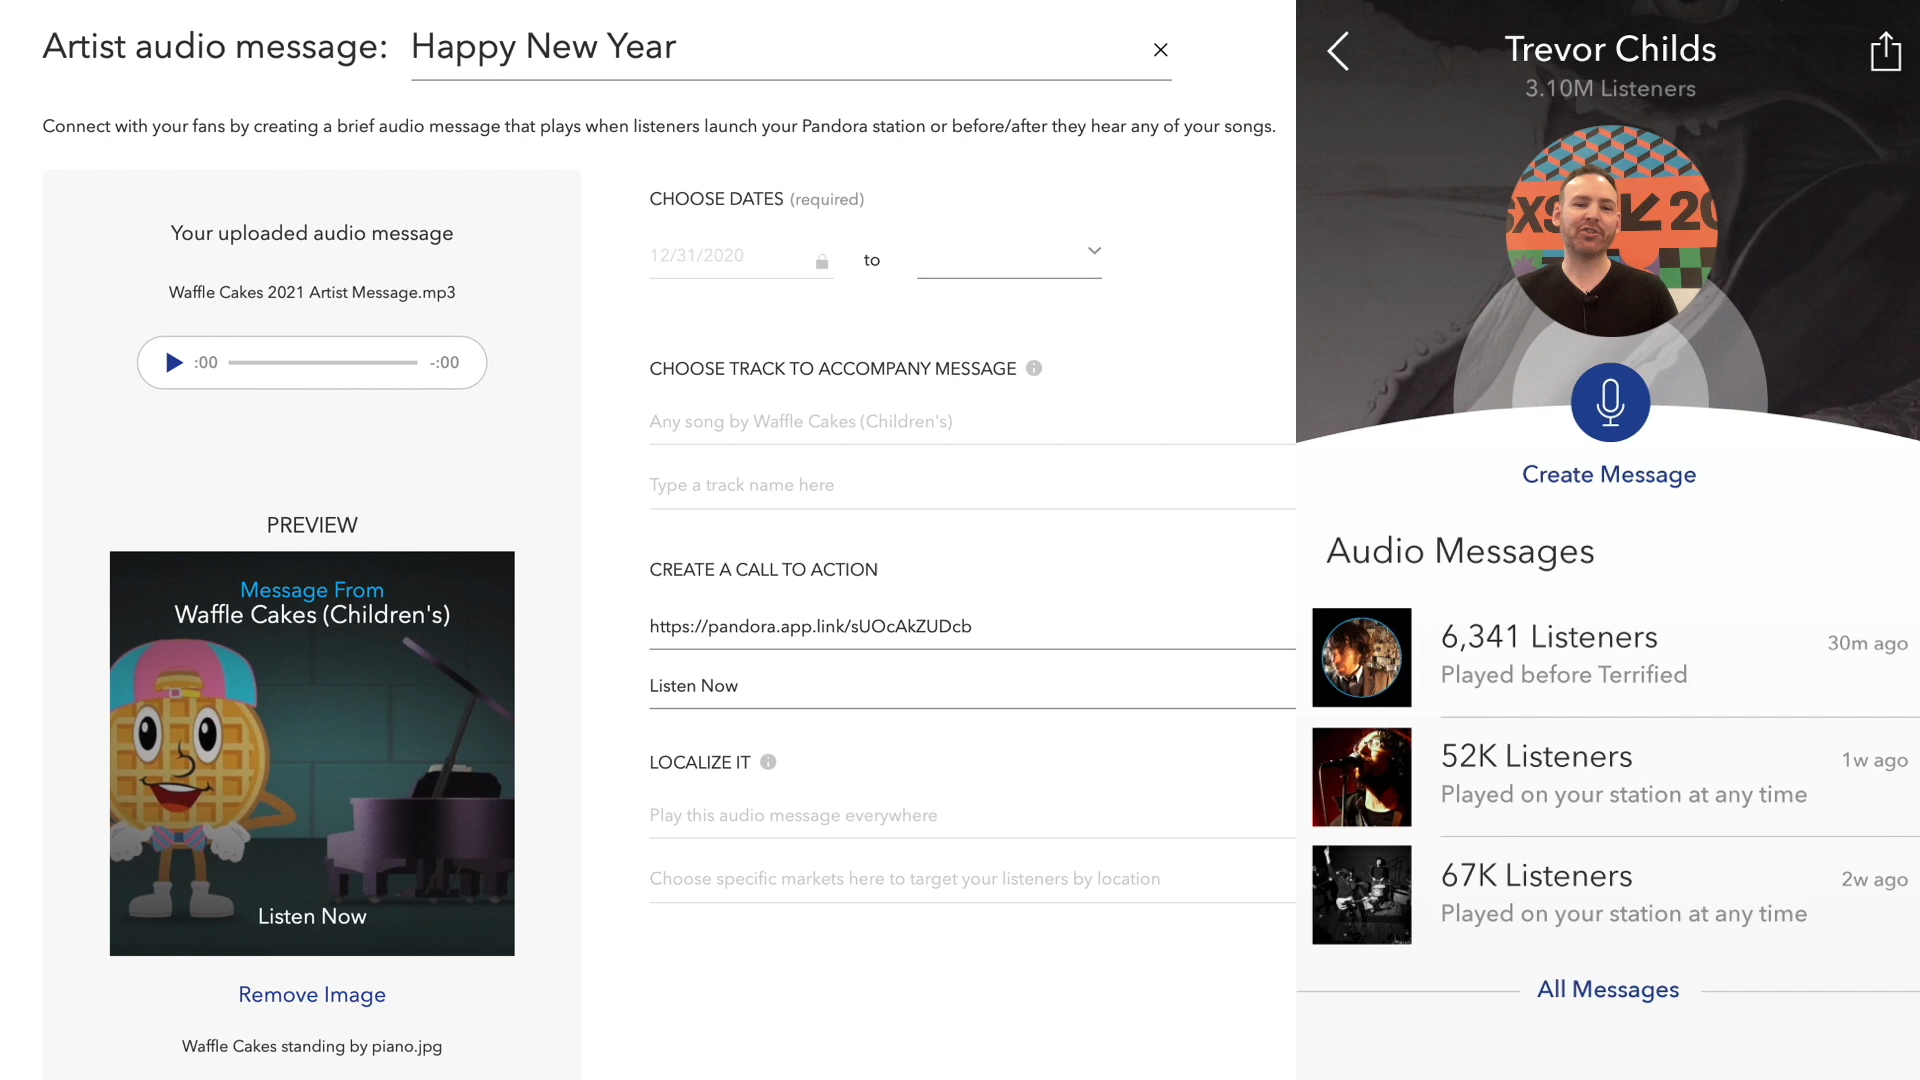 Artist audio message: Happy New Year
Connect with your fans by creating a brief audio message that plays when listeners launch your Pandora station or before/after they hear any of your songs.
Your uploaded audio message
Waffle Cakes 2021 Artist Message.mp3
:00 -:00
PREVIEW
Message From
Waffle Cakes (Children's)
Listen Now
Remove Image
Waffle Cakes standing by piano.jpg
CHOOSE DATES (required)
12/31/2020 to
CHOOSE TRACK TO ACCOMPANY MESSAGE
Any song by Waffle Cakes (Children's)
Type a track name here
CREATE A CALL TO ACTION
https://pandora.app.link/sUOcAkZUDcb
Listen Now
LOCALIZE IT
Play this audio message everywhere
Choose specific markets here to target your listeners by location
Trevor Childs
3.10M Listeners
SXS 20
Create Message
Audio Messages
6,341 Listeners
30m ago
Played before Terrified
52K Listeners
1w ago
Played on your station at any time
67K Listeners
2w ago
Played on your station at any time
All Messages